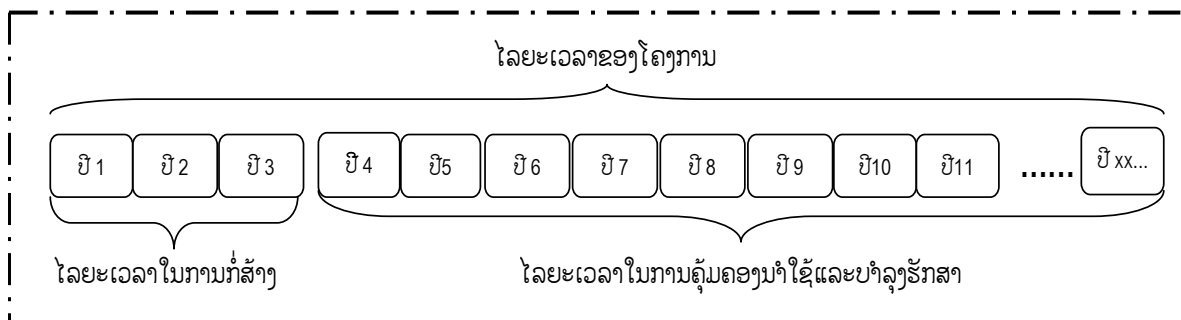 ໄລຍະເວລາຂອງໂຄງການ
ປີ 1 ປີ 2 ປີ 3 ປີ 4 ປີ5 ປີ 6 ປີ 7 ປີ 8 ປີ 9 ປີ10 ປີ11 ...... ປີ xx...
ໄລຍະເວລາໃນການກໍ່ສ້າງ ໄລຍະເວລາໃນການຄຸ້ມຄອງນຳໃຊ້ແລະບຳລຸງຮັກສາ